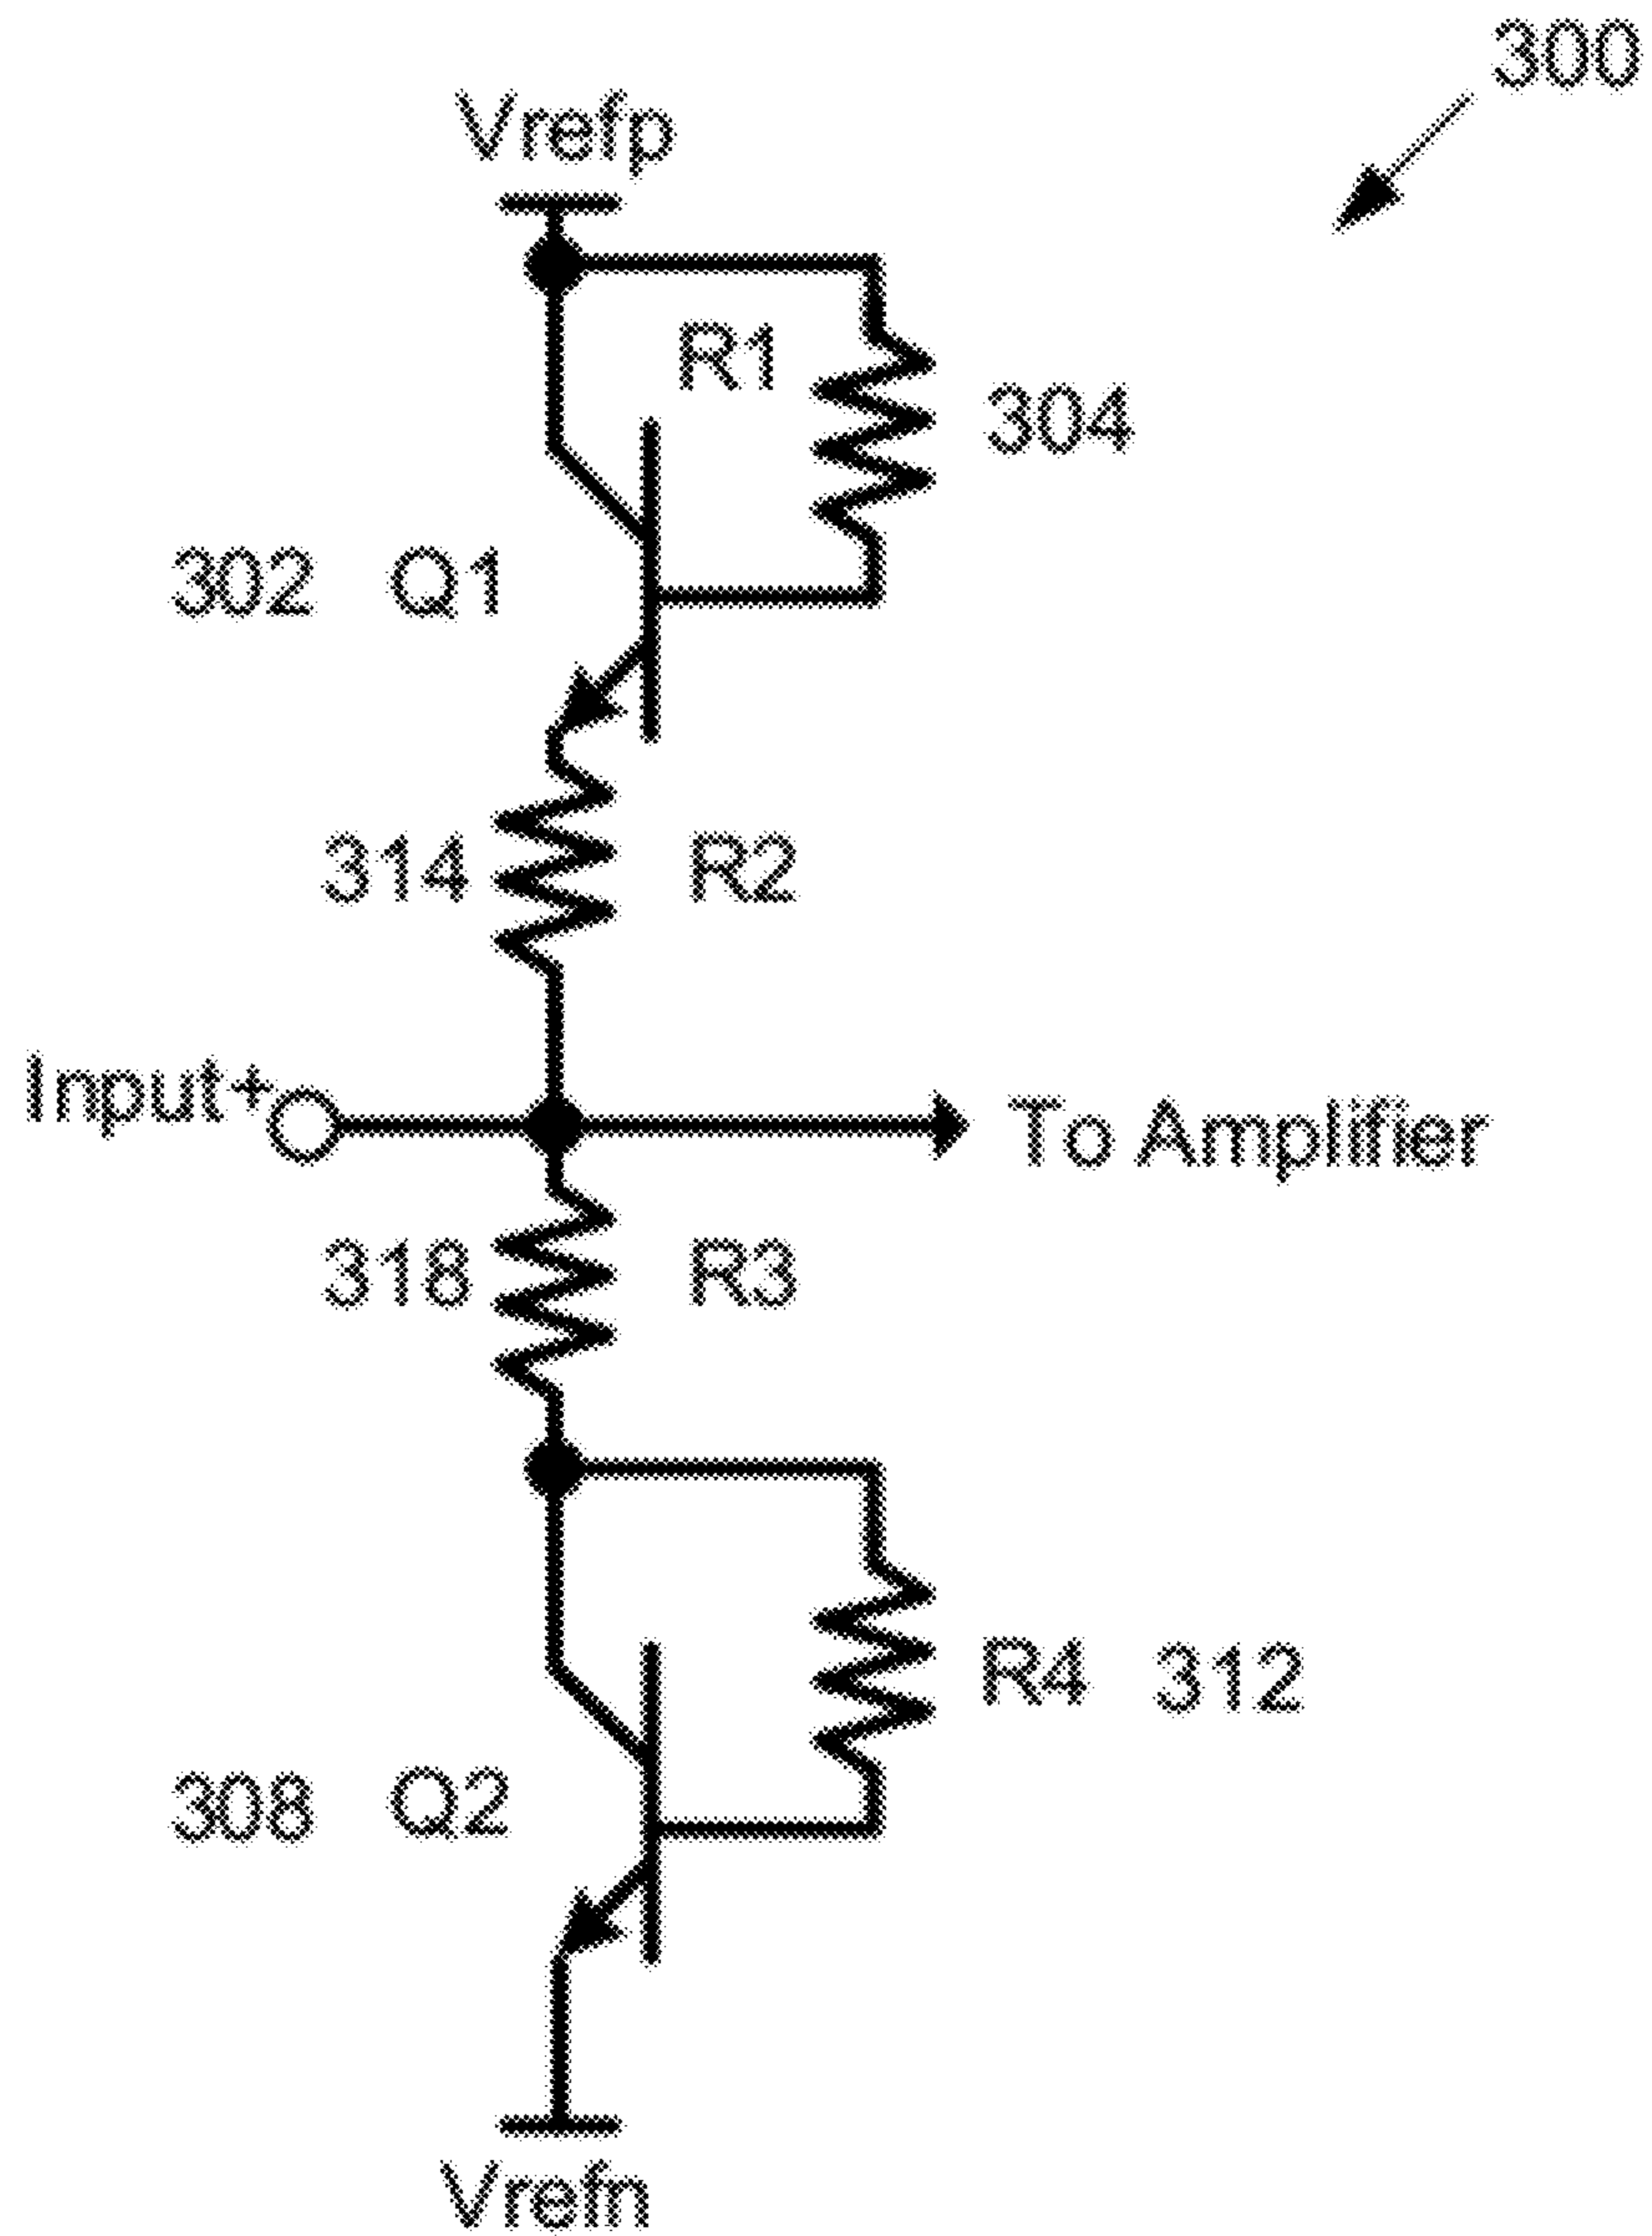 300
Vrefp
R1
304
302 Q1
314 R2
Input+
To Amplifier
318 R3
R4 312
308 Q2
Vrefn